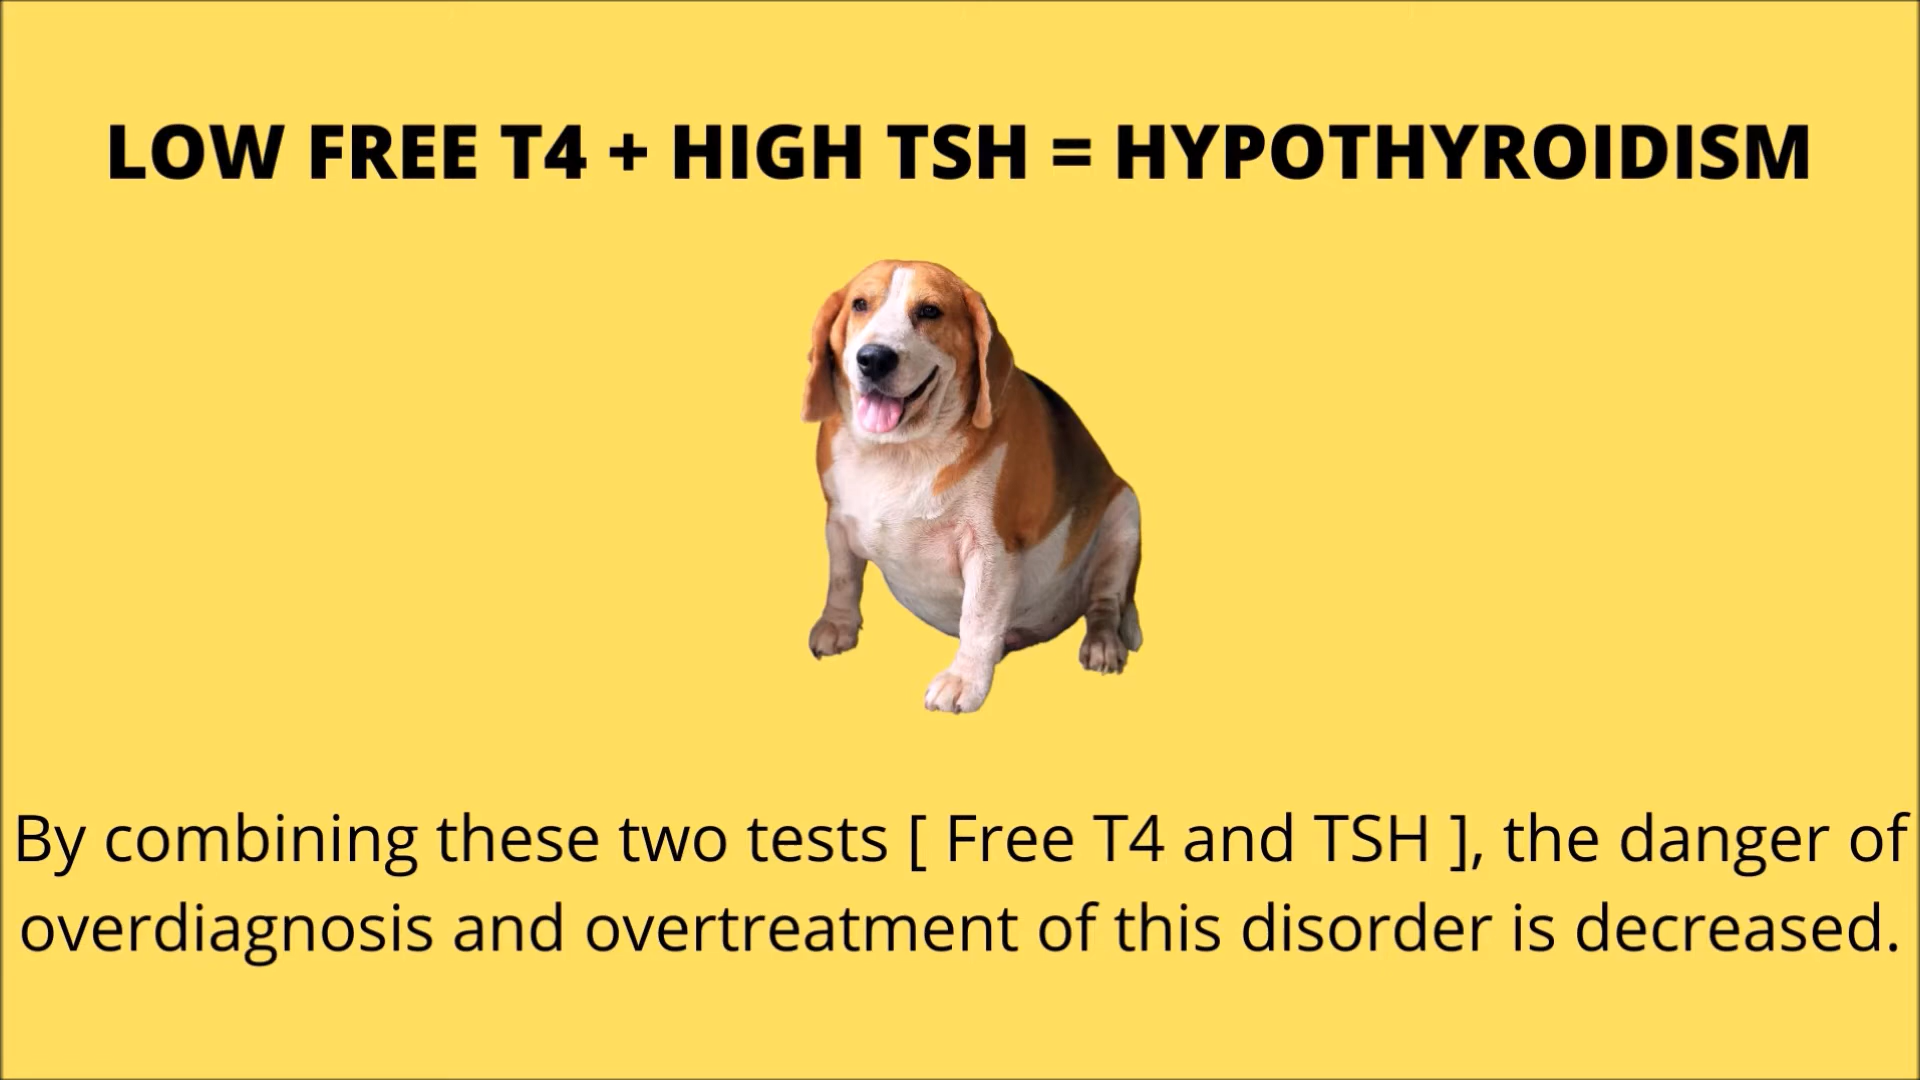 LOW FREE T4 + HIGH TSH = HYPOTHYROIDISM
By combining these two tests [ Free T4 and TSH ], the danger of
overdiagnosis and overtreatment of this disorder is decreased.